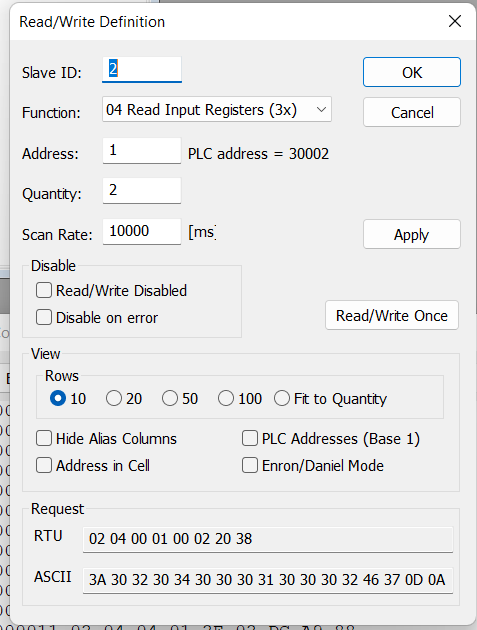 Read/Write Definition
Slave ID: 2 OK
Function: 04 Read Input Registers (3x) Cancel
Address: 1 PLC address = 30002
Quantity: 2
Scan Rate: 10000 [ms] Apply
Disable
Read/Write Disabled
Disable on error
Read/Write Once
View
Rows
10 20 50 100 Fit to Quantity
Hide Alias Columns PLC Addresses (Base 1)
Address in Cell Enron/Daniel Mode
Request
RTU 02 04 00 01 00 02 20 38
ASCII 3A 30 32 30 34 30 30 30 31 30 30 30 32 46 37 0D 0A